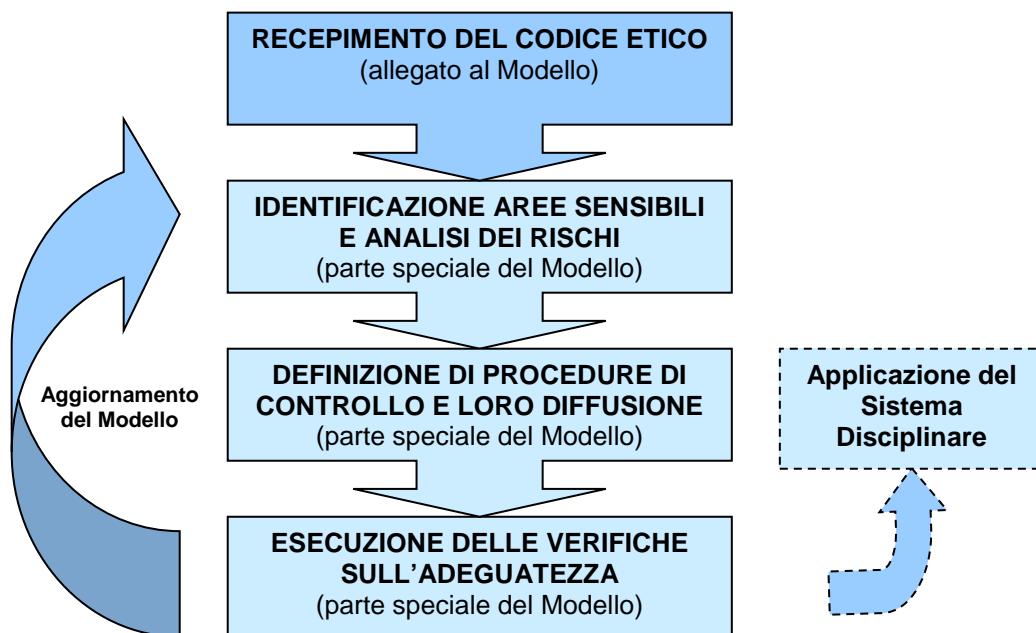 RECEPIMENTO DEL CODICE ETICO
(allegato al Modello)
IDENTIFICAZIONE AREE SENSIBILI
E ANALISI DEI RISCHI
(parte speciale del Modello)
Aggiornamento
del Modello
DEFINIZIONE DI PROCEDURE DI
CONTROLLO E LORO DIFFUSIONE
(parte speciale del Modello)
Applicazione del
Sistema
Disciplinare
ESECUZIONE DELLE VERIFICHE
SULL’ADEGUATEZZA
(parte speciale del Modello)